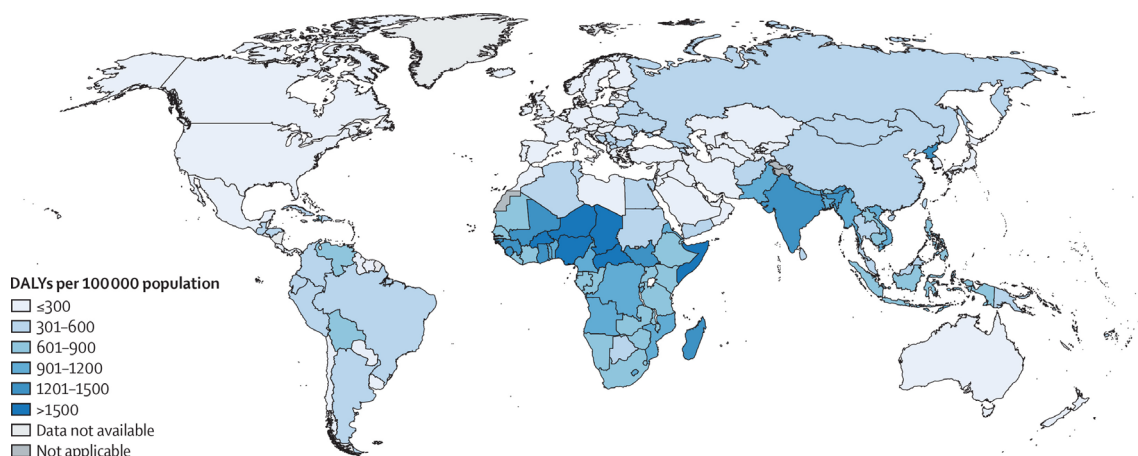 DALYs per 100 000 population
≤300
301–600
601–900
901–1200
1201–1500
>1500
Data not available
Not applicable